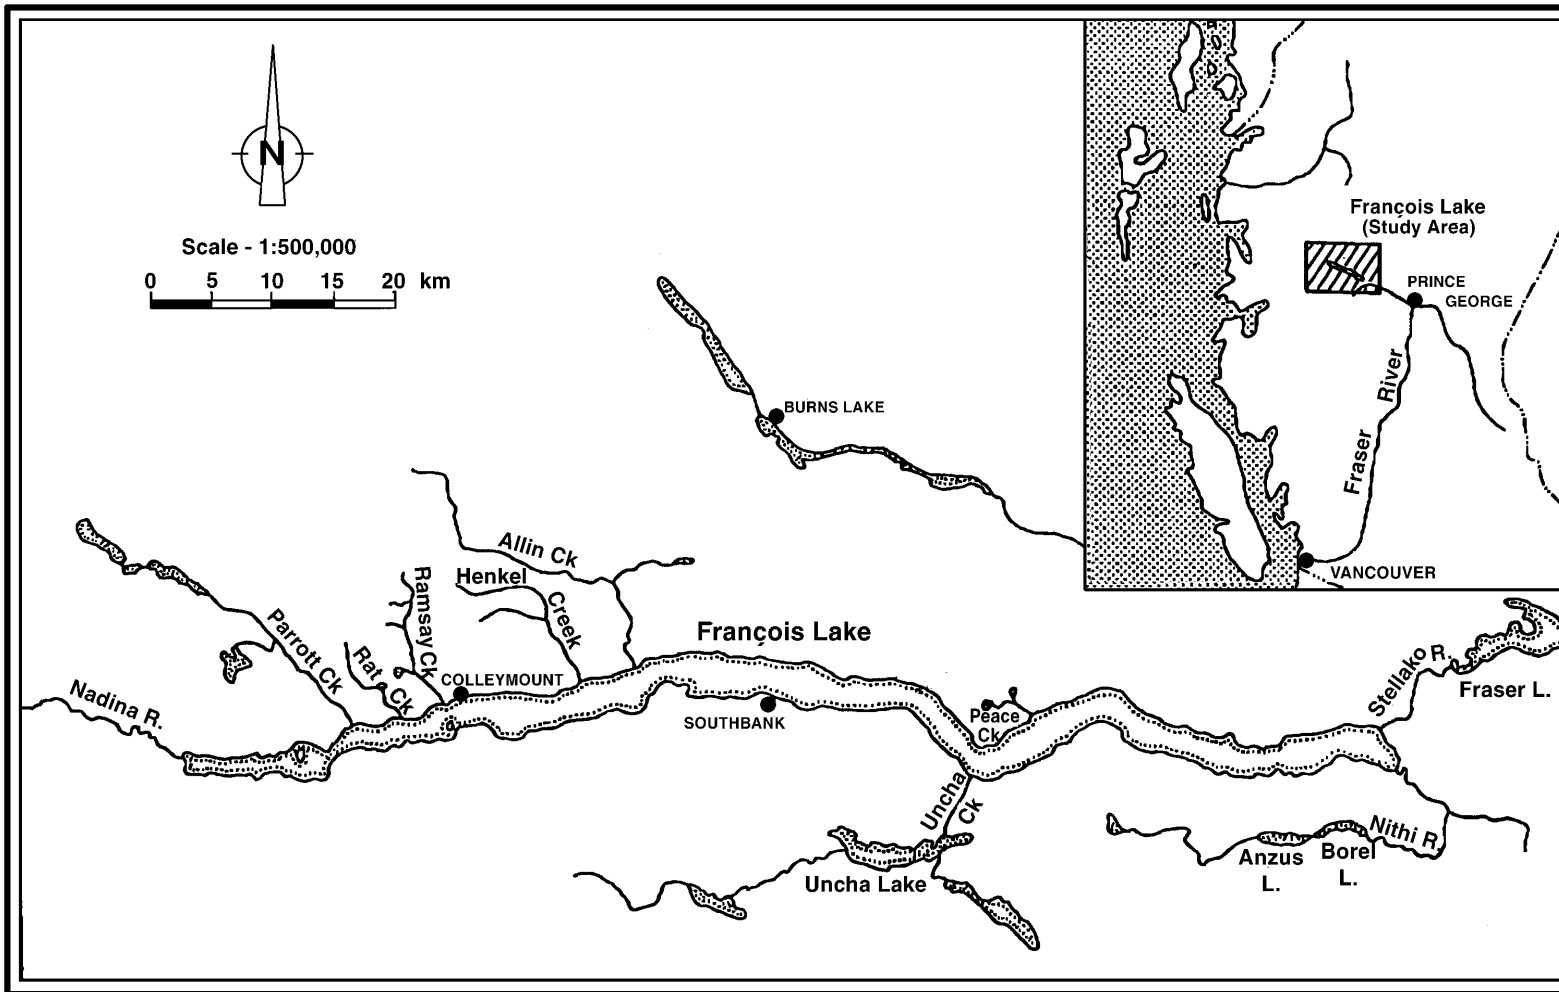 N
Scale - 1:500,000
0 5 10 15 20 km
François Lake
(Study Area)
PRINCE
GEORGE
Fraser River
VANCOUVER
BURNS LAKE
Allin Ck
Henkel
Creek
Ramsay Ck
Parrott Ck
Rat Ck
COLLEYMOUNT
Nadina R.
François Lake
SOUTHBANK
Peace
Ck
Stellako R.
Fraser L.
Uncha
Ck
Uncha Lake
Anzus
L.
Borel
L.
Nithi R.